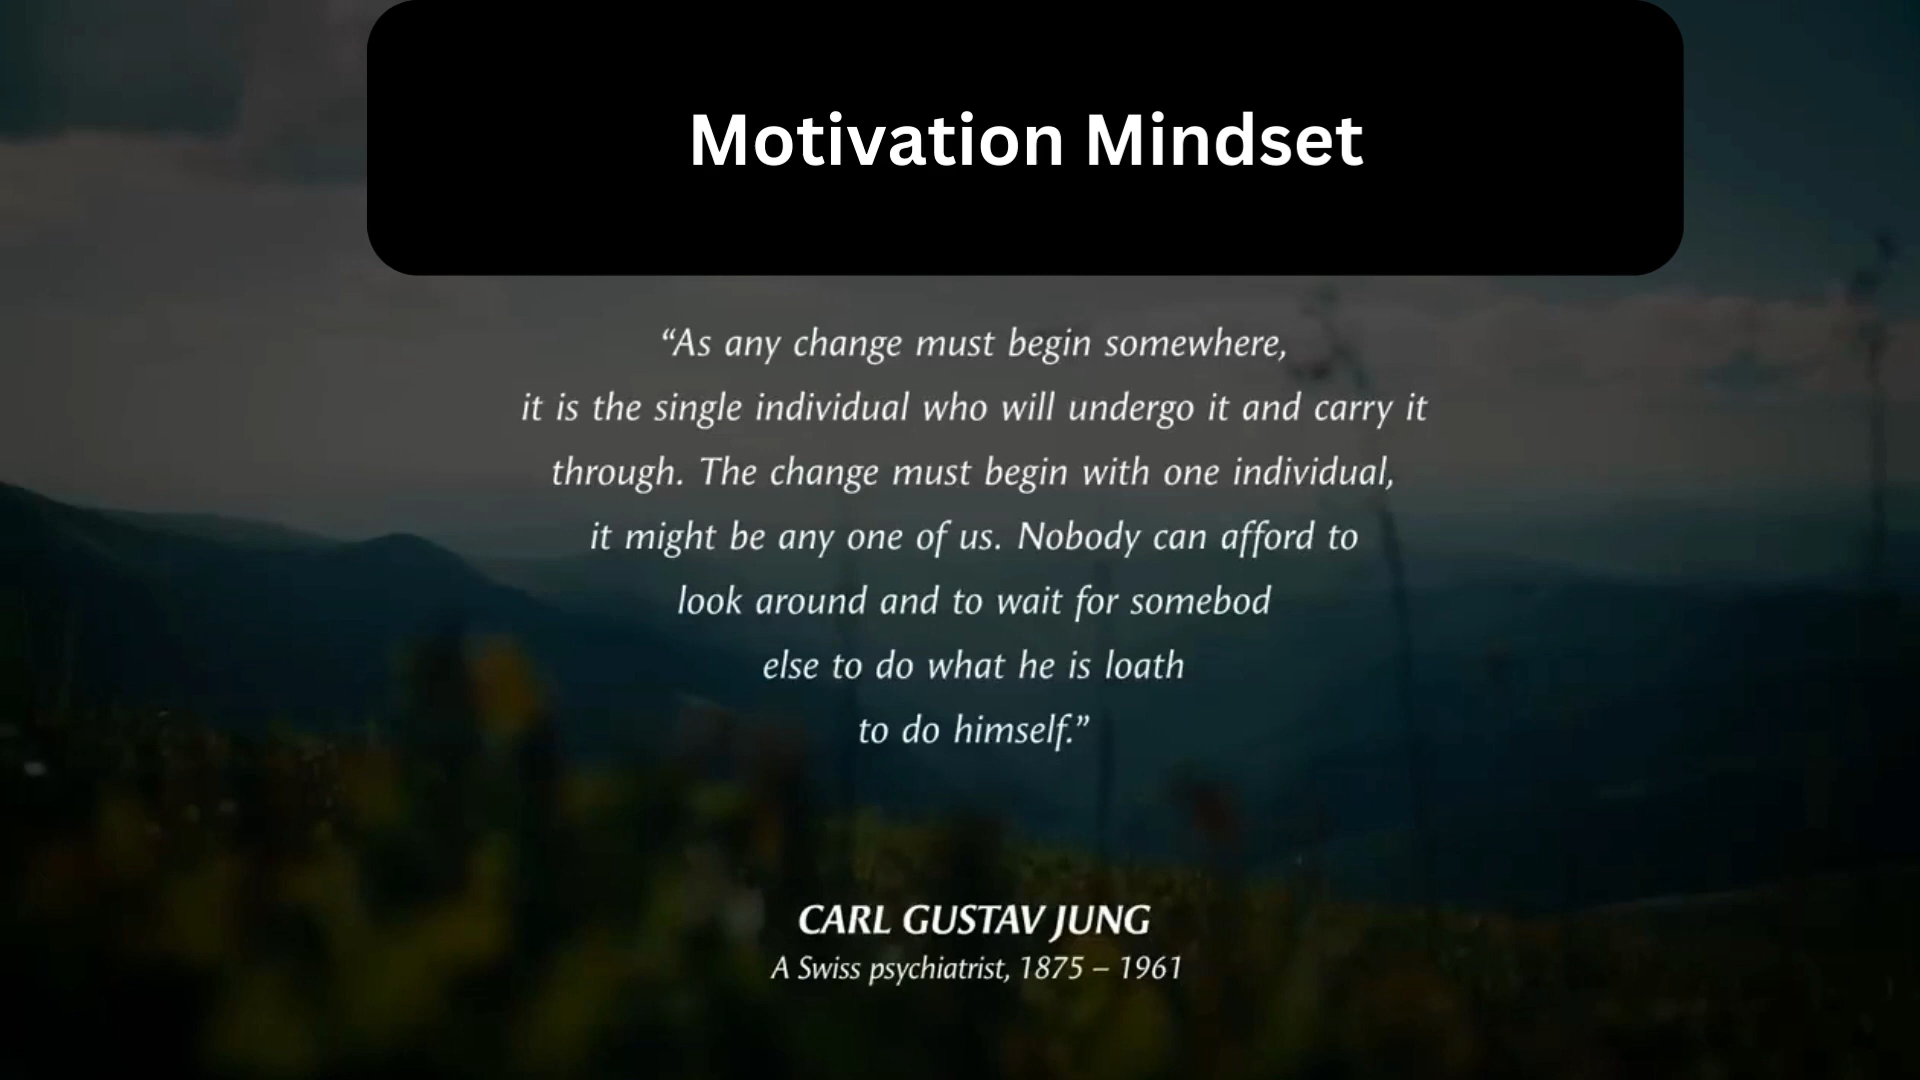 Motivation Mindset
“As any change must begin somewhere,
it is the single individual who will undergo it and carry it
through. The change must begin with one individual,
it might be any one of us. Nobody can afford to
look around and to wait for somebod
else to do what he is loath
to do himself.”
CARL GUSTAV JUNG
A Swiss psychiatrist, 1875 – 1961